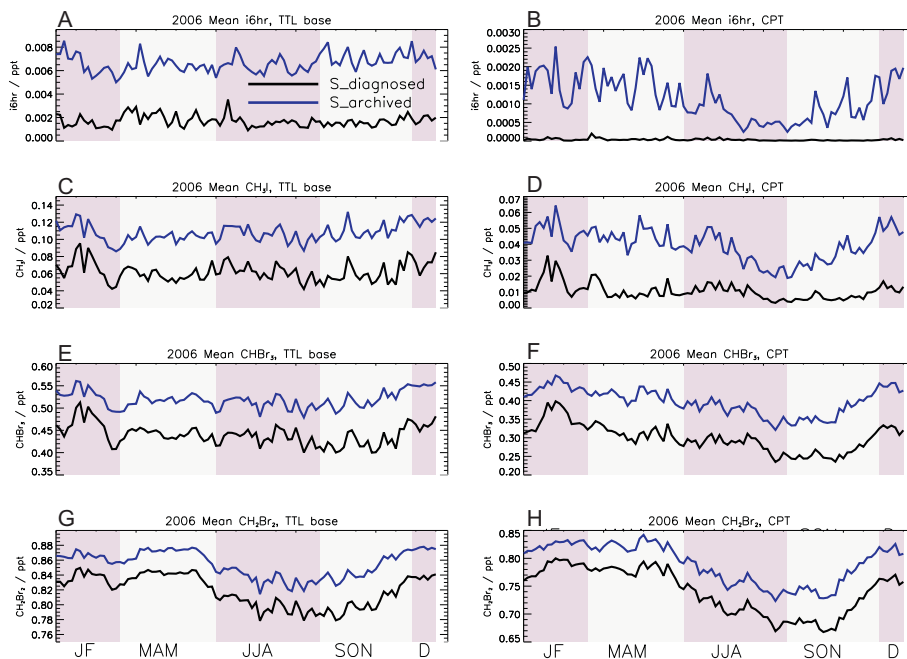 A
2006 Mean i6hr, TTL base
i6hr / ppt
0.008
0.006
0.004
0.002
0.000
S_diagnosed
S_archived
B
2006 Mean i6hr, CPT
i6hr / ppt
0.0030
0.0025
0.0020
0.0015
0.0010
0.0005
0.0000
C
2006 Mean CH₃I, TTL base
CH₃I / ppt
0.14
0.12
0.10
0.08
0.06
0.04
0.02
D
2006 Mean CH₃I, CPT
CH₃I / ppt
0.07
0.06
0.05
0.04
0.03
0.02
0.01
0.00
E
2006 Mean CHBr₃, TTL base
CHBr₃ / ppt
0.60
0.55
0.50
0.45
0.40
0.35
F
2006 Mean CHBr₃, CPT
CHBr₃ / ppt
0.50
0.45
0.40
0.35
0.30
0.25
0.20
G
2006 Mean CH₂Br₂, TTL base
CH₂Br₂ / ppt
0.88
0.86
0.84
0.82
0.80
0.78
0.76
JF MAM JJA SON D
H
2006 Mean CH₂Br₂, CPT
CH₂Br₂ / ppt
0.85
0.80
0.75
0.70
0.65
JF MAM JJA SON D